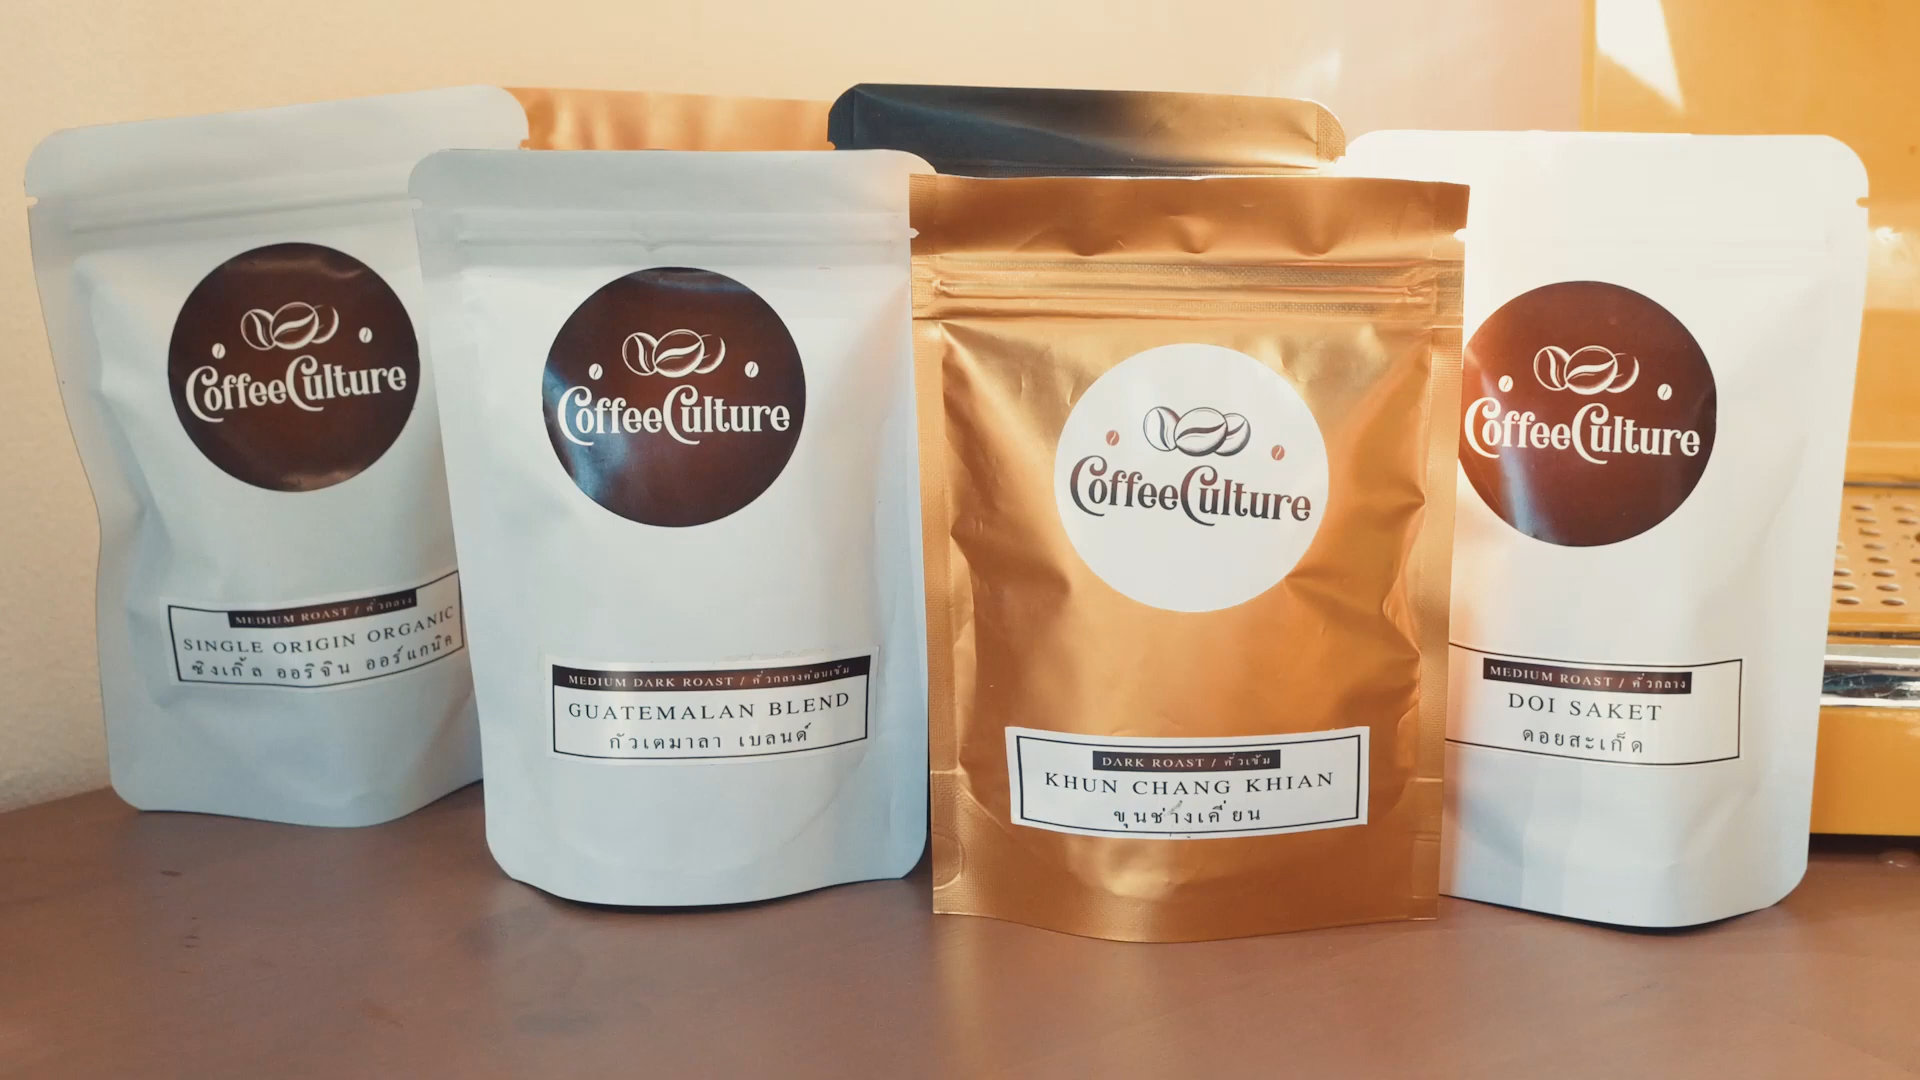 CoffeeCulture
MEDIUM ROAST / คั่วกลาง
SINGLE ORIGIN ORGANIC
ซิงเกิ้ล ออริจิน ออร์แกนิค
CoffeeCulture
MEDIUM DARK ROAST / คั่วกลางค่อนเข้ม
GUATEMALAN BLEND
กัวเตมาลา เบลนด์
CoffeeCulture
DARK ROAST / คั่วเข้ม
KHUN CHANG KHIAN
ขุนช่างเคี่ยน
CoffeeCulture
MEDIUM ROAST / คั่วกลาง
DOI SAKET
ดอยสะเก็ด